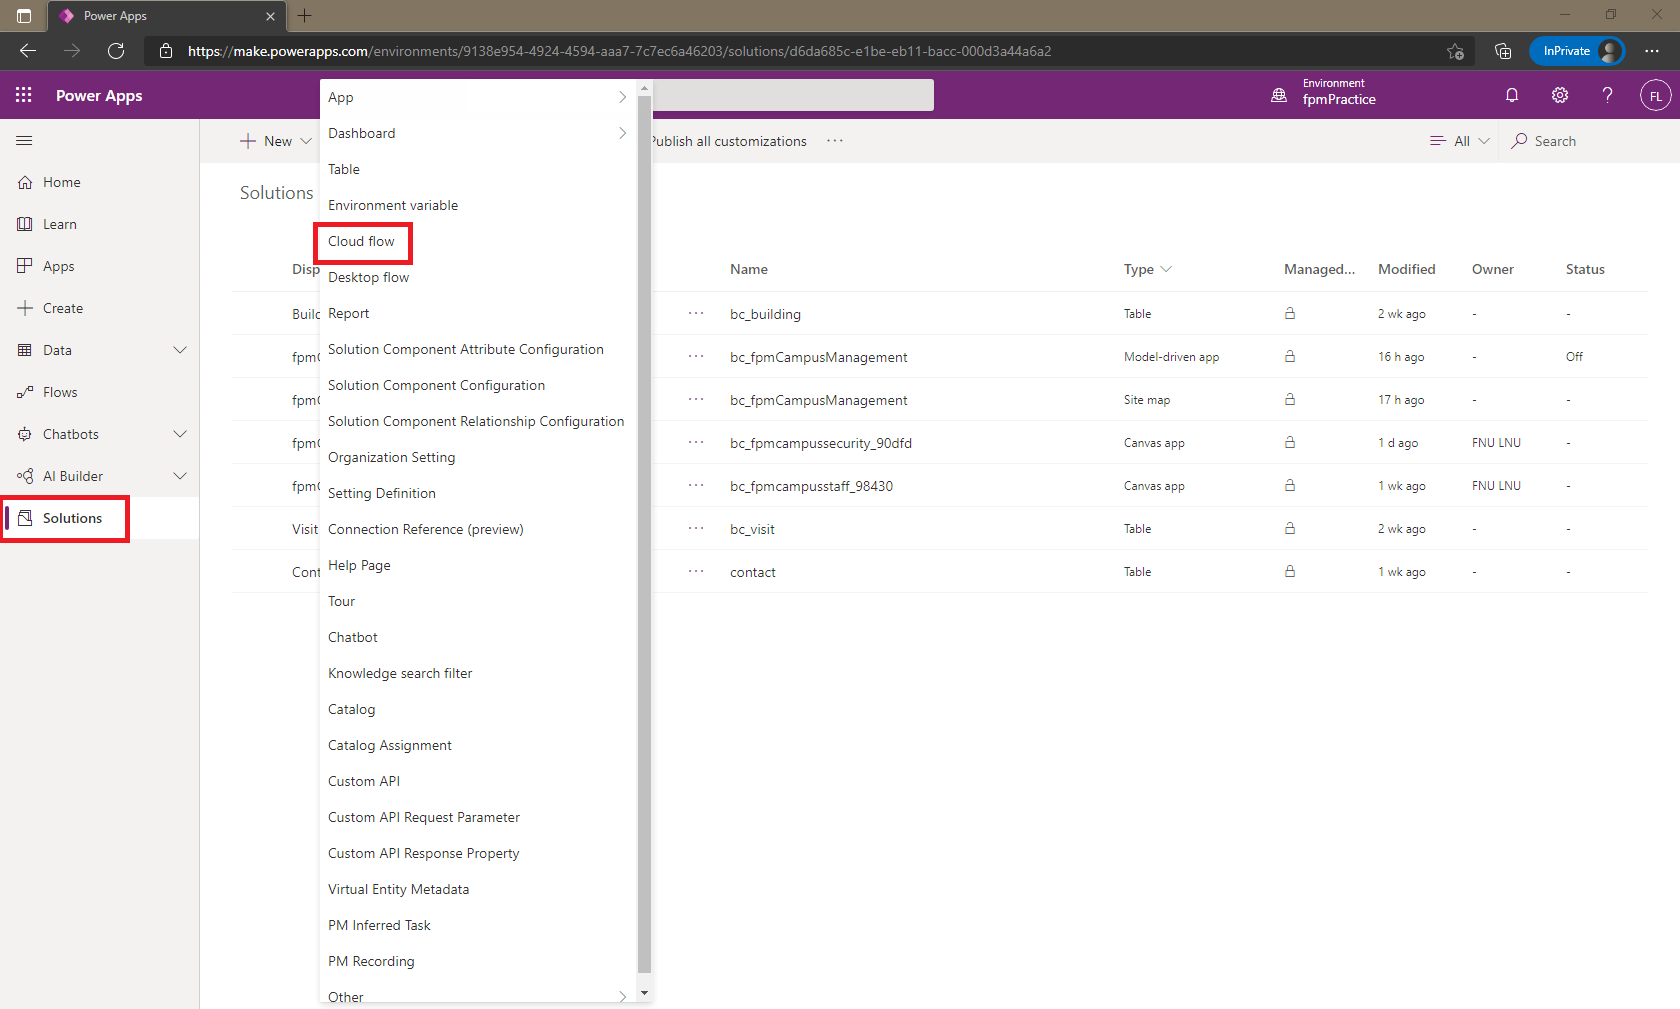 Power Apps
https://make.powerapps.com/environments/9138e954-4924-4594-aaa7-7c7ec6a46203/solutions/d6da685c-e1be-eb11-bacc-000d3a44a6a2
InPrivate
Power Apps
Environment
fpmPractice
FL
New
Publish all customizations
All
Search
Home
Learn
Apps
Create
Data
Flows
Chatbots
AI Builder
Solutions
App
Dashboard
Table
Environment variable
Cloud flow
Desktop flow
Report
Solution Component Attribute Configuration
Solution Component Configuration
Solution Component Relationship Configuration
Organization Setting
Setting Definition
Connection Reference (preview)
Help Page
Tour
Chatbot
Knowledge search filter
Catalog
Catalog Assignment
Custom API
Custom API Request Parameter
Custom API Response Property
Virtual Entity Metadata
PM Inferred Task
PM Recording
Other
Solutions
Disp Name Type Managed... Modified Owner Status
Builc bc_building Table 2 wk ago - -
fpmC bc_fpmCampusManagement Model-driven app 16 h ago - Off
fpmC bc_fpmCampusManagement Site map 17 h ago - -
fpmC bc_fpmcampussecurity_90dfd Canvas app 1 d ago FNU LNU -
fpmC bc_fpmcampusstaff_98430 Canvas app 1 wk ago FNU LNU -
Visit bc_visit Table 2 wk ago - -
Cont contact Table 1 wk ago - -